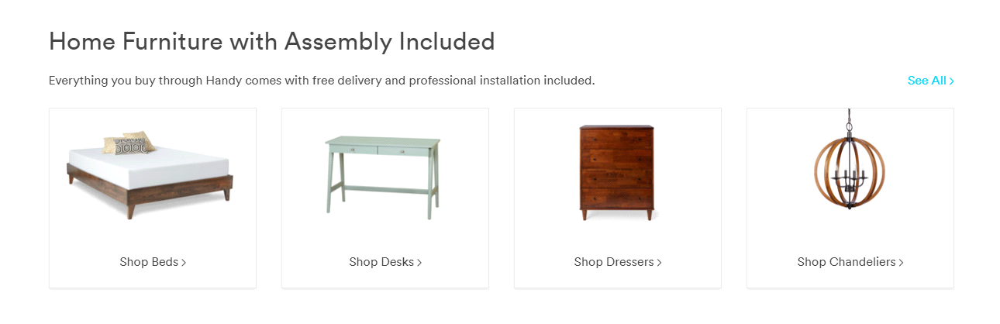 Home Furniture with Assembly Included
Everything you buy through Handy comes with free delivery and professional installation included.
See All >
Shop Beds >
Shop Desks >
Shop Dressers >
Shop Chandeliers >